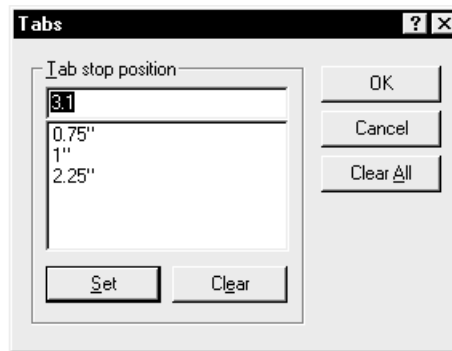 Tabs
Tab stop position
3.1
0.75"
1"
2.25"
Set
Clear
OK
Cancel
Clear All